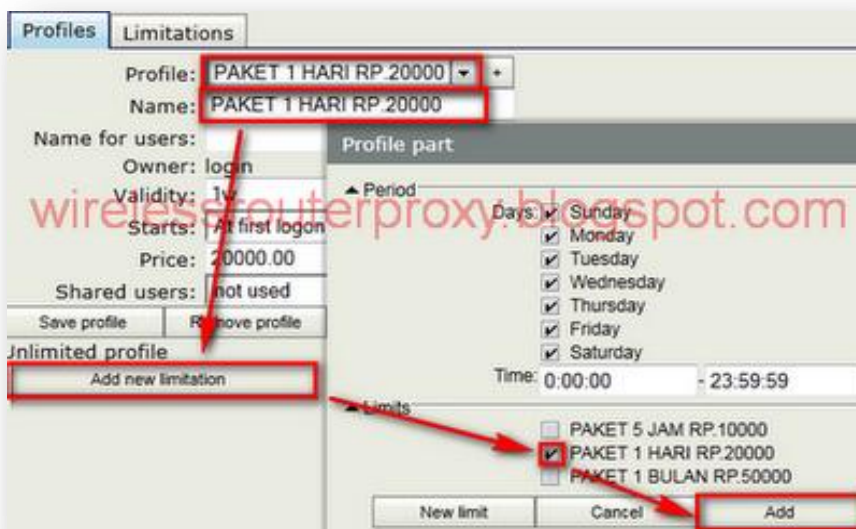 Profiles Limitations
Profile: PAKET 1 HARI RP.20000 +
Name: PAKET 1 HARI RP.20000
Name for users:
Owner: login
Validity: 1w
Starts: At first logon
Price: 20000.00
Shared users: not used
Save profile Remove profile
Unlimited profile
Add new limitation
Profile part
Period
Days: Sunday
Monday
Tuesday
Wednesday
Thursday
Friday
Saturday
Time: 0:00:00 - 23:59:59
Limits
PAKET 5 JAM RP.10000
PAKET 1 HARI RP.20000
PAKET 1 BULAN RP.50000
New limit Cancel Add
wirelessrouterproxy.blogspot.com